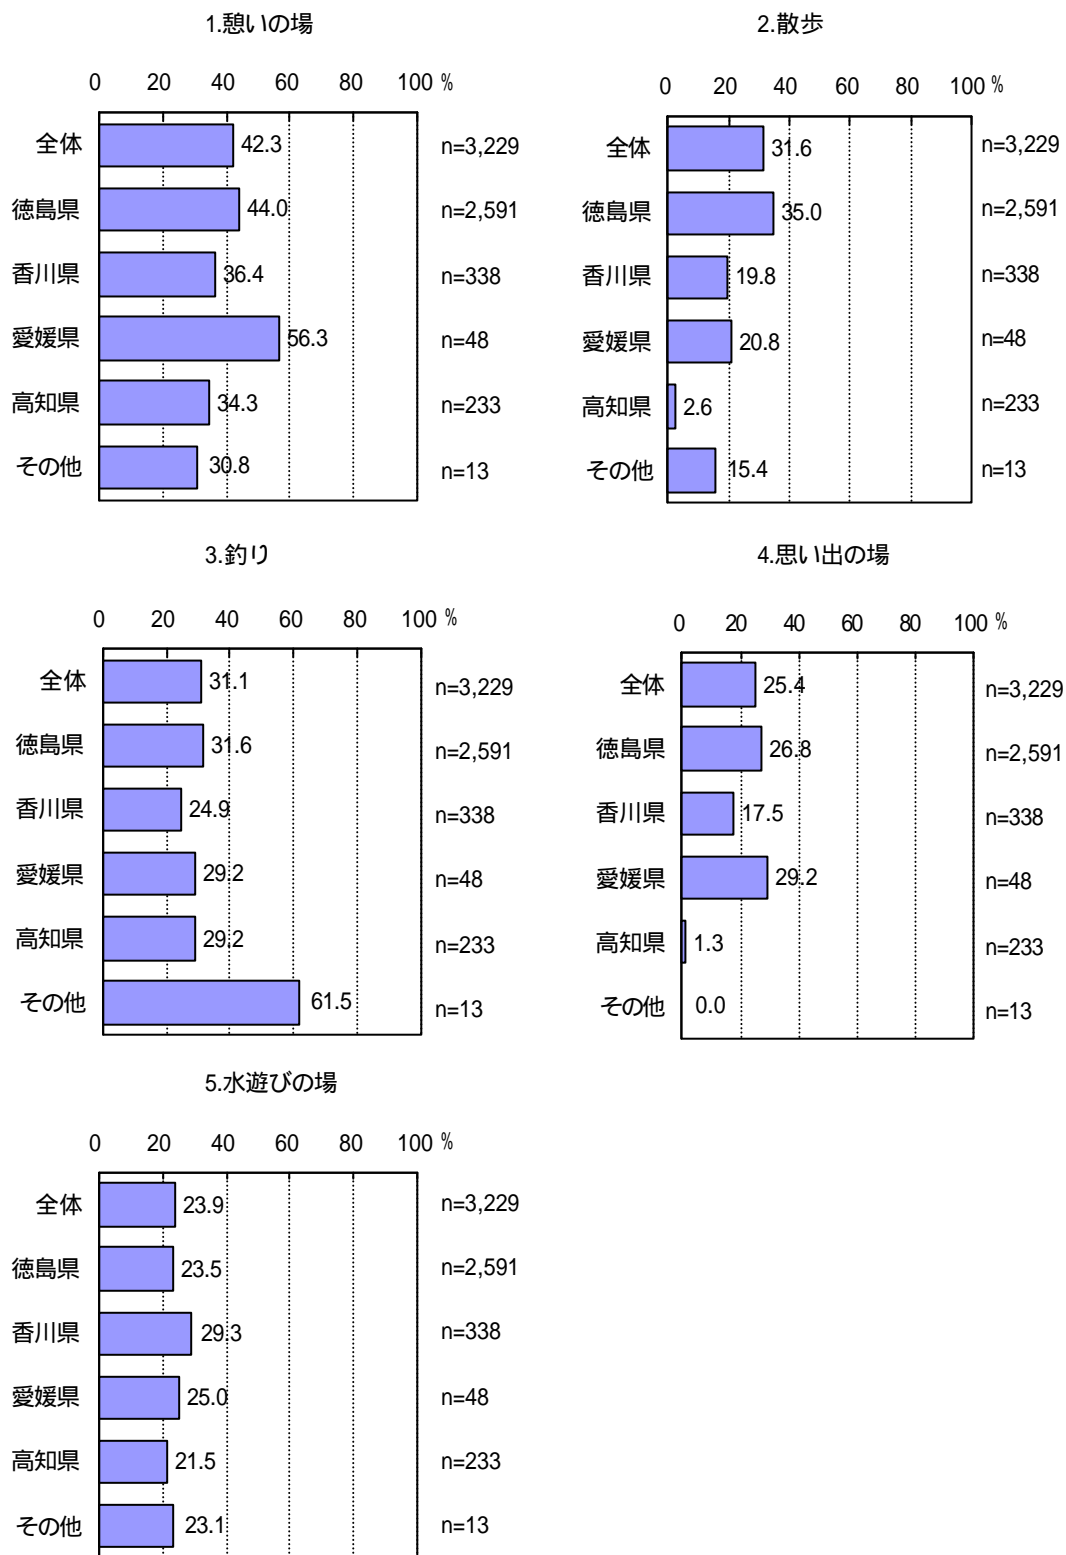 1.憩いの場
0 20 40 60 80 100 %
全体 42.3 n=3,229
徳島県 44.0 n=2,591
香川県 36.4 n=338
愛媛県 56.3 n=48
高知県 34.3 n=233
その他 30.8 n=13
2.散歩
0 20 40 60 80 100 %
全体 31.6 n=3,229
徳島県 35.0 n=2,591
香川県 19.8 n=338
愛媛県 20.8 n=48
高知県 2.6 n=233
その他 15.4 n=13
3.釣り
0 20 40 60 80 100 %
全体 31.1 n=3,229
徳島県 31.6 n=2,591
香川県 24.9 n=338
愛媛県 29.2 n=48
高知県 29.2 n=233
その他 61.5 n=13
4.思い出の場
0 20 40 60 80 100 %
全体 25.4 n=3,229
徳島県 26.8 n=2,591
香川県 17.5 n=338
愛媛県 29.2 n=48
高知県 1.3 n=233
その他 0.0 n=13
5.水遊びの場
0 20 40 60 80 100 %
全体 23.9 n=3,229
徳島県 23.5 n=2,591
香川県 29.3 n=338
愛媛県 25.0 n=48
高知県 21.5 n=233
その他 23.1 n=13